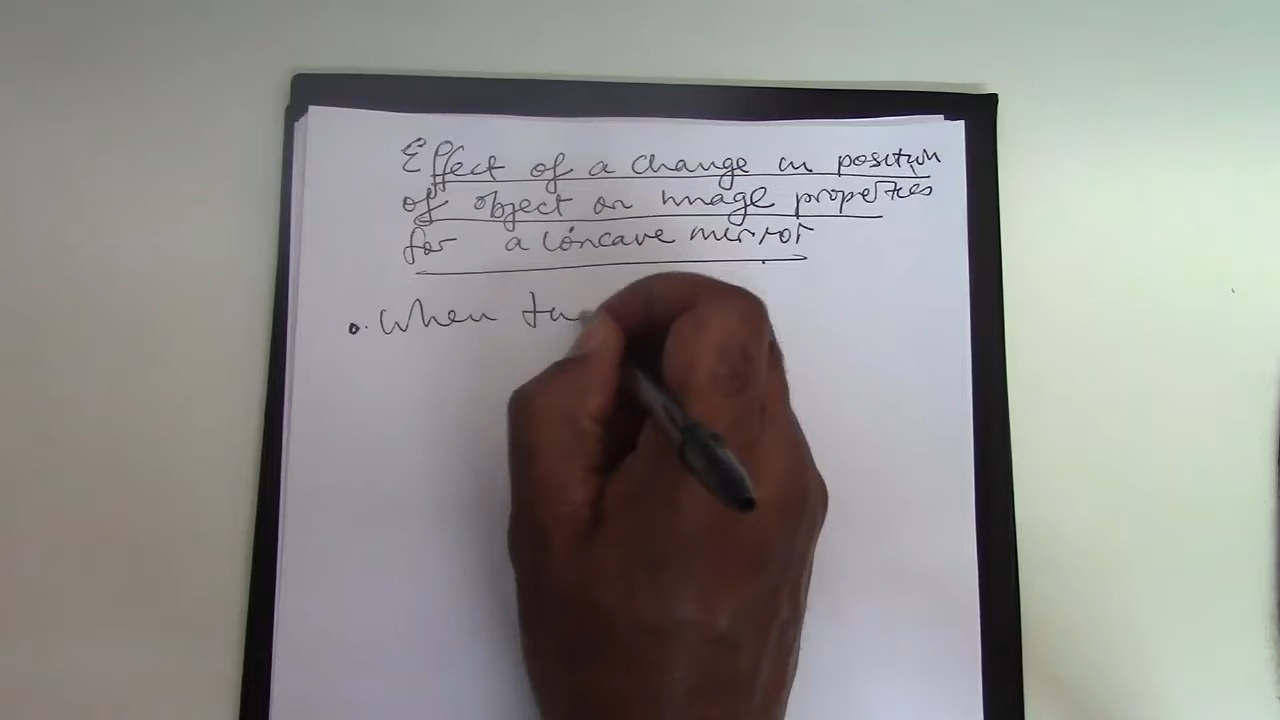 Effect of a change in position
of object on image properties
for a concave mirror
• When